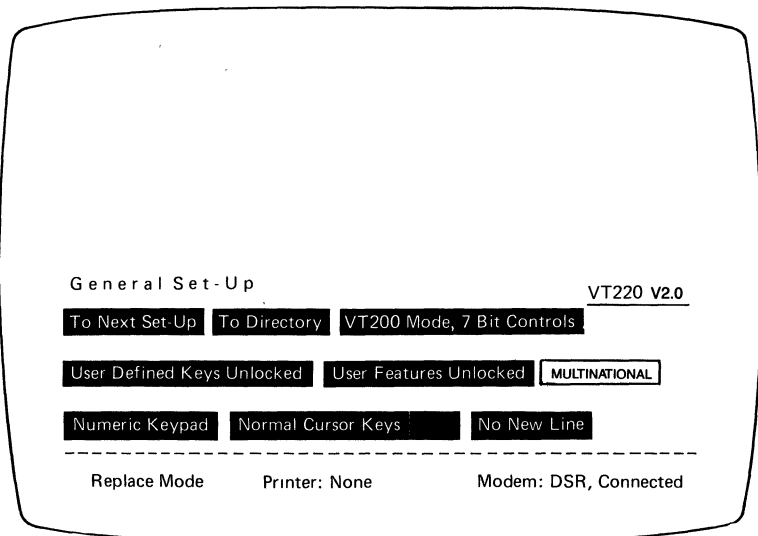 General Set-Up
VT220 V2.0
To Next Set-Up To Directory VT200 Mode, 7 Bit Controls
User Defined Keys Unlocked User Features Unlocked MULTINATIONAL
Numeric Keypad Normal Cursor Keys No New Line
Replace Mode Printer: None Modem: DSR, Connected